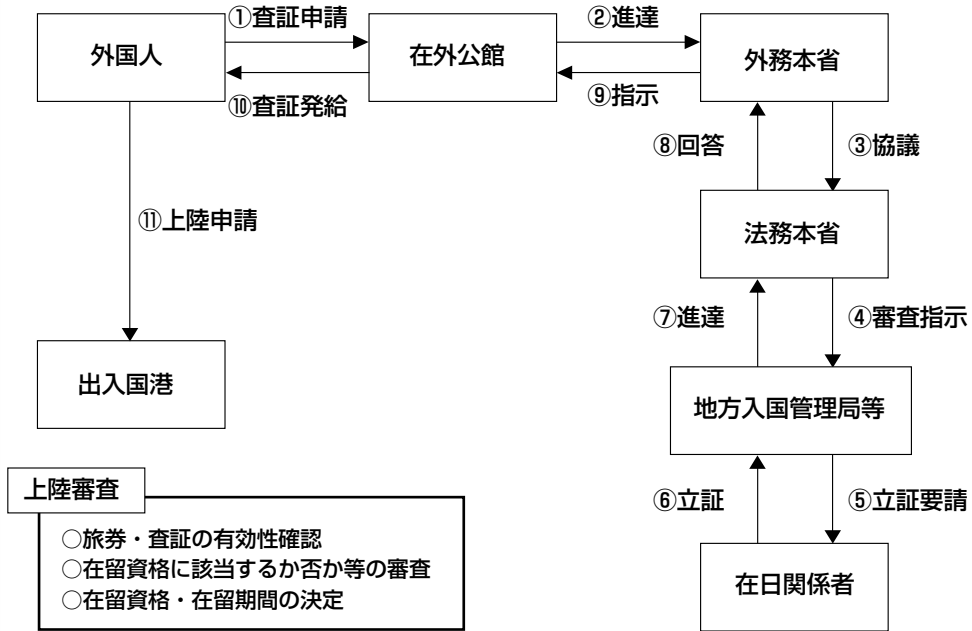 ①査証申請
②進達
外国人
在外公館
外務本省
⑩査証発給
⑨指示
⑧回答
③協議
⑪上陸申請
法務本省
⑦進達
④審査指示
出入国港
地方入国管理局等
上陸審査
⑥立証
⑤立証要請
○旅券・査証の有効性確認
○在留資格に該当するか否か等の審査
○在留資格・在留期間の決定
在日関係者